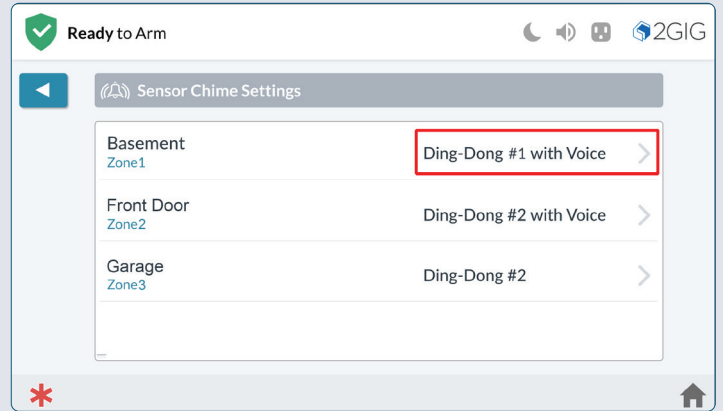 Ready to Arm
2GIG
Sensor Chime Settings
Basement
Ding-Dong #1 with Voice
Zone1
Front Door
Ding-Dong #2 with Voice
Zone2
Garage
Ding-Dong #2
Zone3